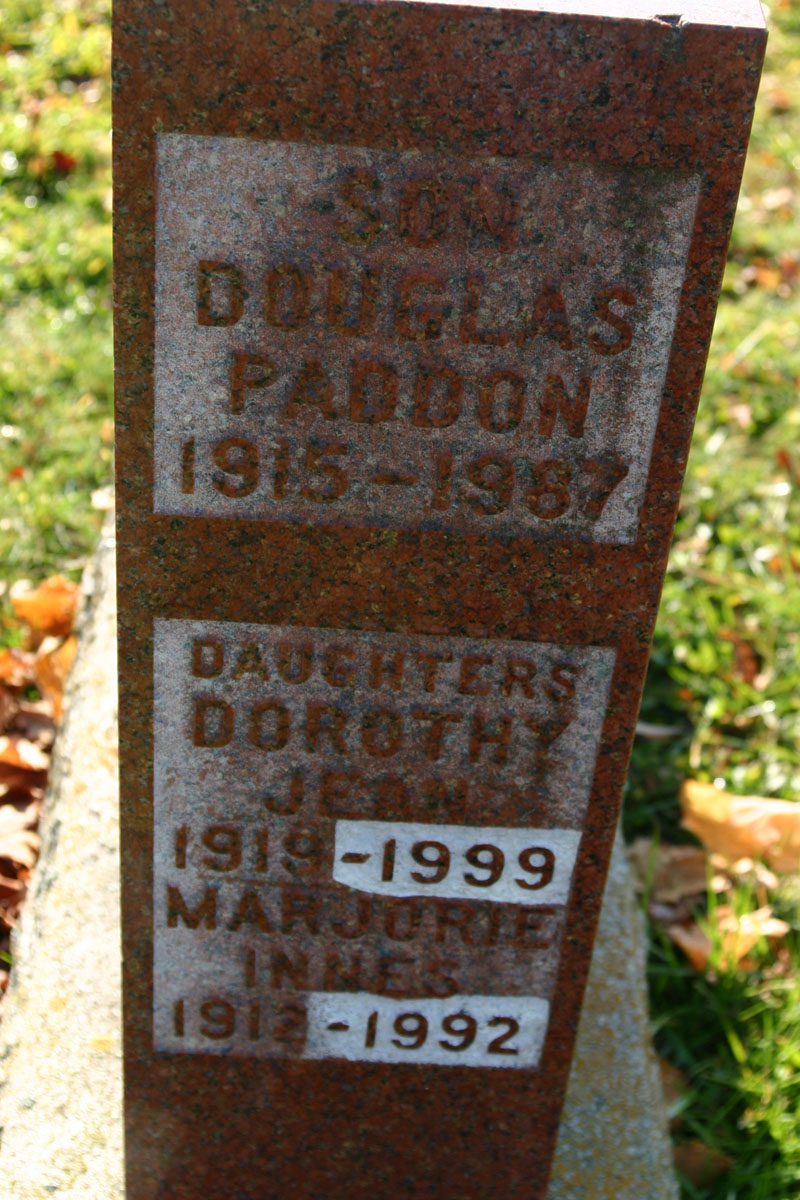 SON
DOUGLAS
PADDON
1915-1987
DAUGHTERS
DOROTHY
JEAN
1919-1999
MARJORIE
INNES
1912-1992